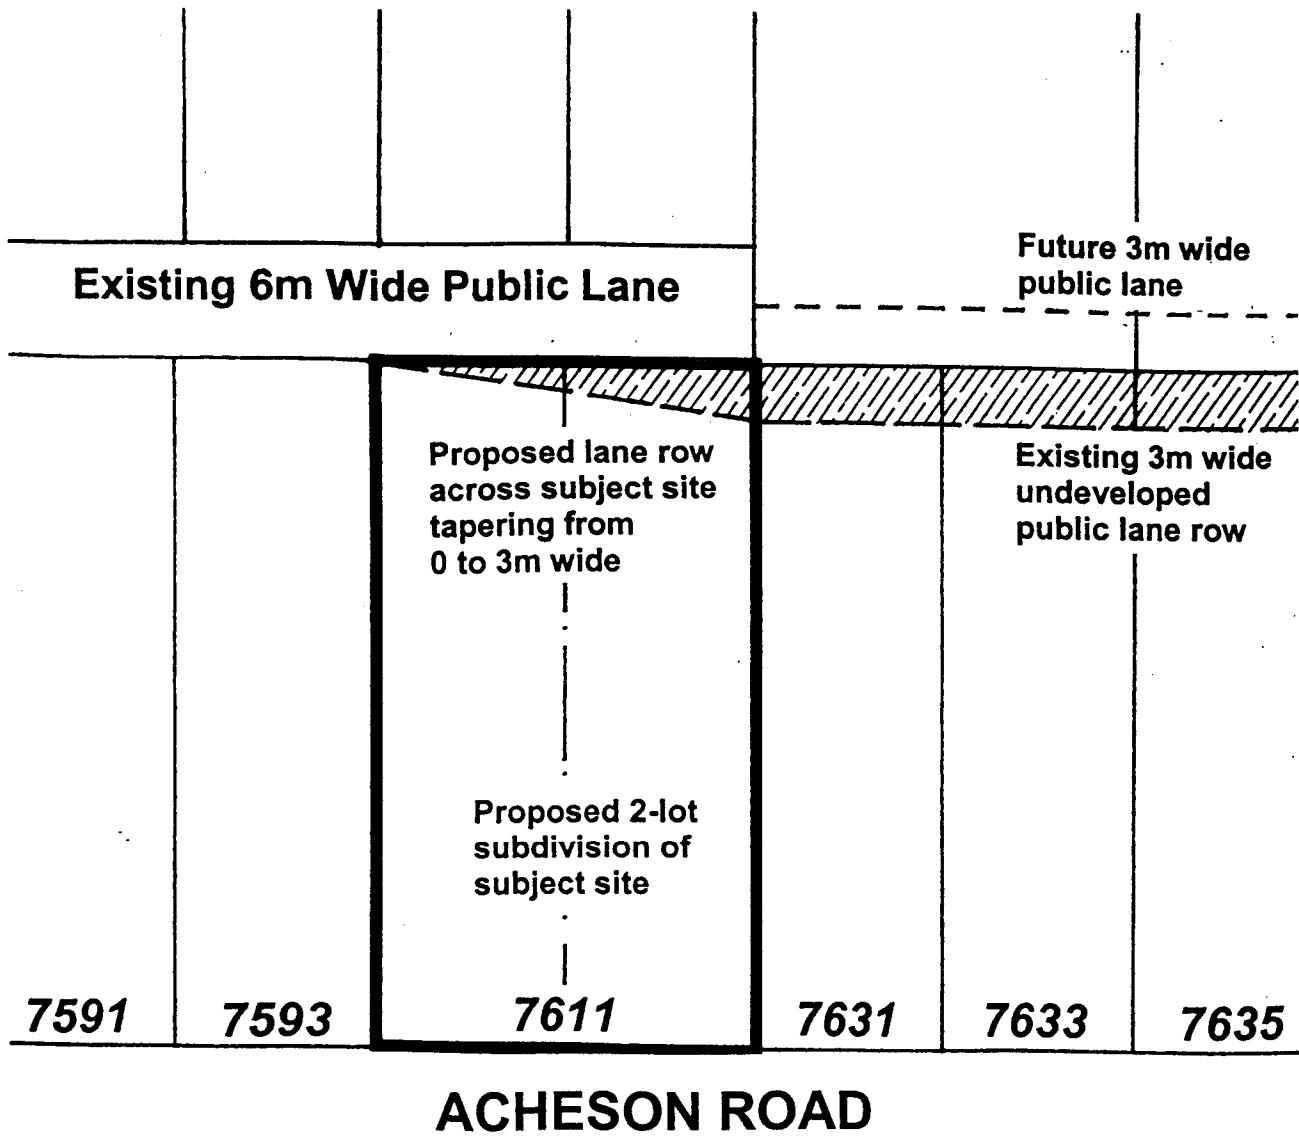 Existing 6m Wide Public Lane
Future 3m wide
public lane
Proposed lane row
across subject site
tapering from
0 to 3m wide
Existing 3m wide
undeveloped
public lane row
Proposed 2-lot
subdivision of
subject site
7591
7593
7611
7631
7633
7635
ACHESON ROAD